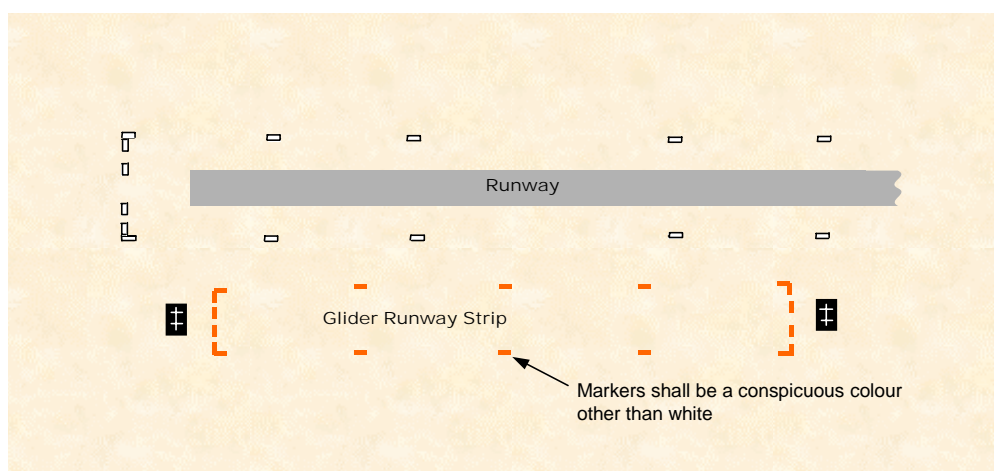 Runway
Glider Runway Strip
Markers shall be a conspicuous colour
other than white